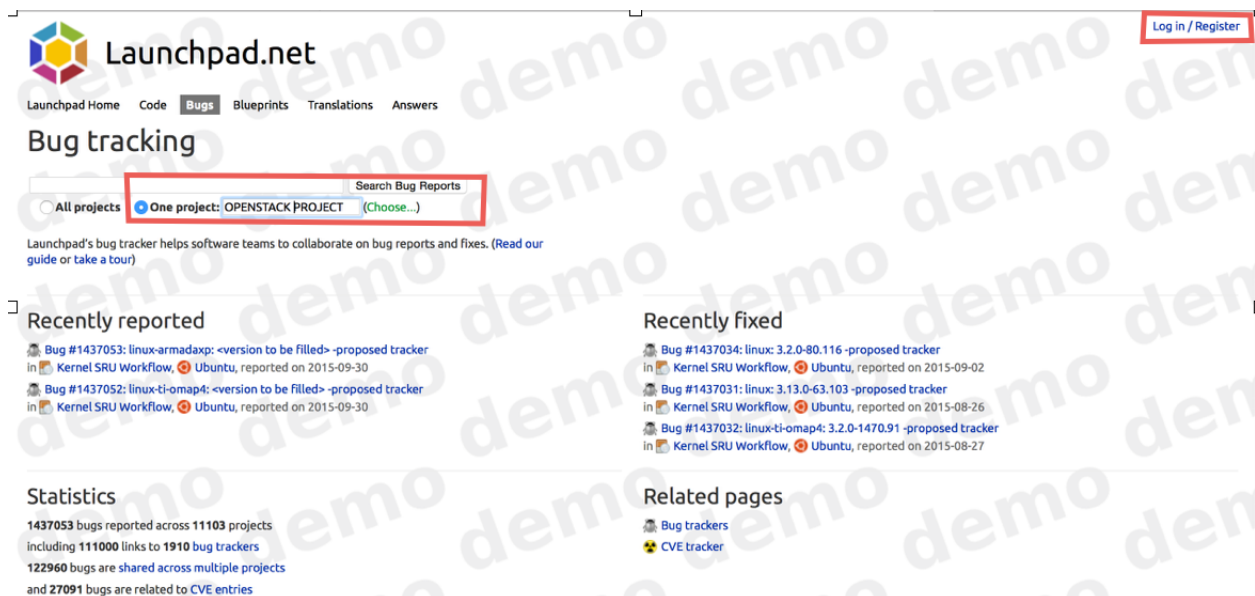 Log in / Register
Launchpad.net
Launchpad Home Code Bugs Blueprints Translations Answers
Bug tracking
Search Bug Reports
All projects One project: OPENSTACK PROJECT (Choose...)
Launchpad's bug tracker helps software teams to collaborate on bug reports and fixes. (Read our
guide or take a tour)
Recently reported
Bug #1437053: linux-armadaxp: <version to be filled> -proposed tracker
in Kernel SRU Workflow, Ubuntu, reported on 2015-09-30
Bug #1437052: linux-ti-omap4: <version to be filled> -proposed tracker
in Kernel SRU Workflow, Ubuntu, reported on 2015-09-30
Recently fixed
Bug #1437034: linux: 3.2.0-80.116 -proposed tracker
in Kernel SRU Workflow, Ubuntu, reported on 2015-09-02
Bug #1437031: linux: 3.13.0-63.103 -proposed tracker
in Kernel SRU Workflow, Ubuntu, reported on 2015-08-26
Bug #1437032: linux-ti-omap4: 3.2.0-1470.91 -proposed tracker
in Kernel SRU Workflow, Ubuntu, reported on 2015-08-27
Statistics
1437053 bugs reported across 11103 projects
including 111000 links to 1910 bug trackers
122960 bugs are shared across multiple projects
and 27091 bugs are related to CVE entries
Related pages
Bug trackers
CVE tracker
demo